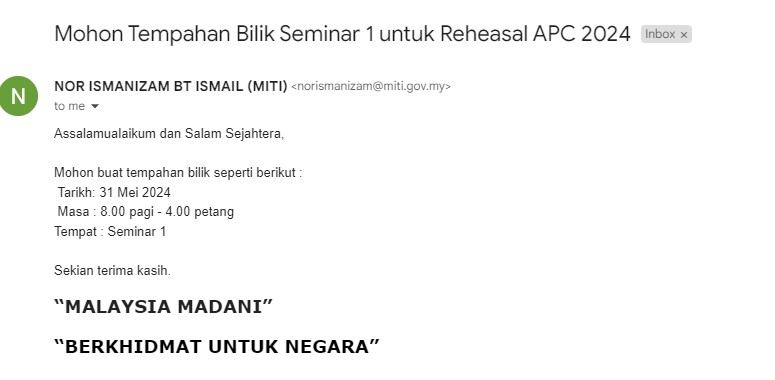 Mohon Tempahan Bilik Seminar 1 untuk Reheasal APC 2024 Inbox ×
N
NOR ISMANIZAM BT ISMAIL (MITI) <norismanizam@miti.gov.my>
to me
Assalamualaikum dan Salam Sejahtera,
Mohon buat tempahan bilik seperti berikut :
Tarikh: 31 Mei 2024
Masa : 8.00 pagi - 4.00 petang
Tempat : Seminar 1
Sekian terima kasih.
“MALAYSIA MADANI”
“BERKHIDMAT UNTUK NEGARA”